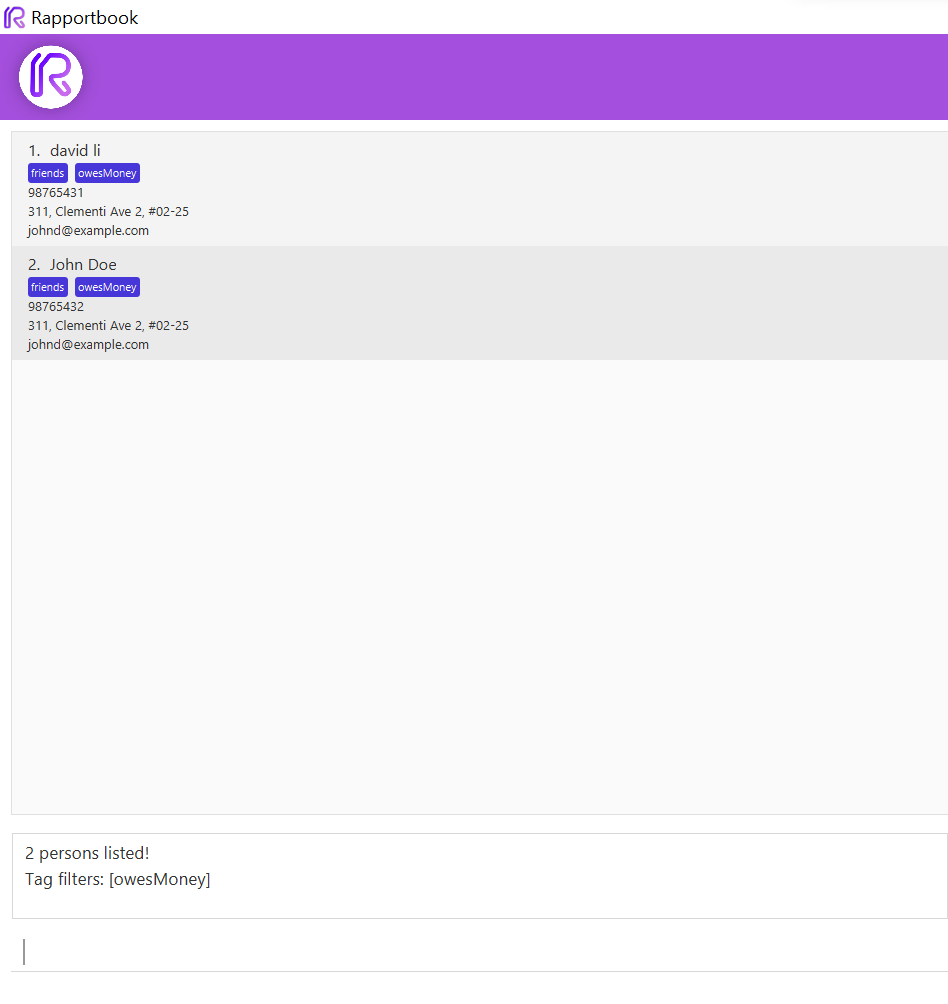 Rapportbook
1. david li
friends owesMoney
98765431
311, Clementi Ave 2, #02-25
johnd@example.com
2. John Doe
friends owesMoney
98765432
311, Clementi Ave 2, #02-25
johnd@example.com
2 persons listed!
Tag filters: [owesMoney]